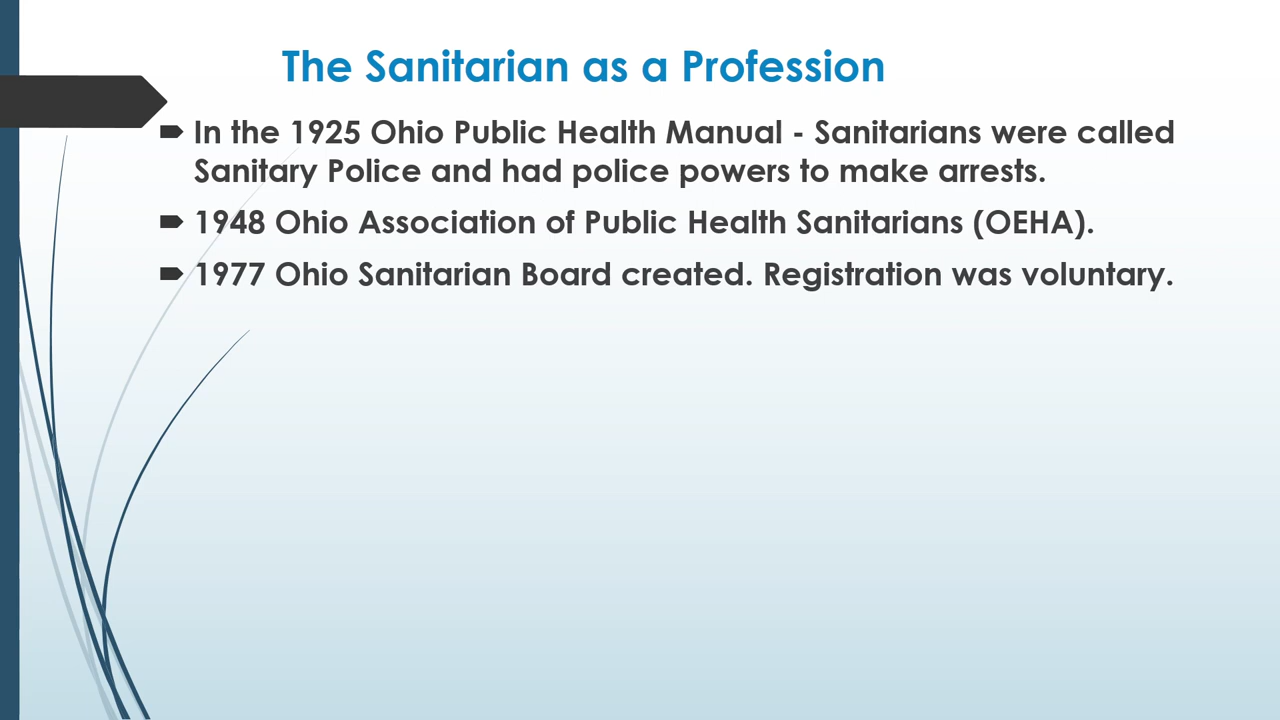 The Sanitarian as a Profession
In the 1925 Ohio Public Health Manual - Sanitarians were called
Sanitary Police and had police powers to make arrests.
1948 Ohio Association of Public Health Sanitarians (OEHA).
1977 Ohio Sanitarian Board created. Registration was voluntary.